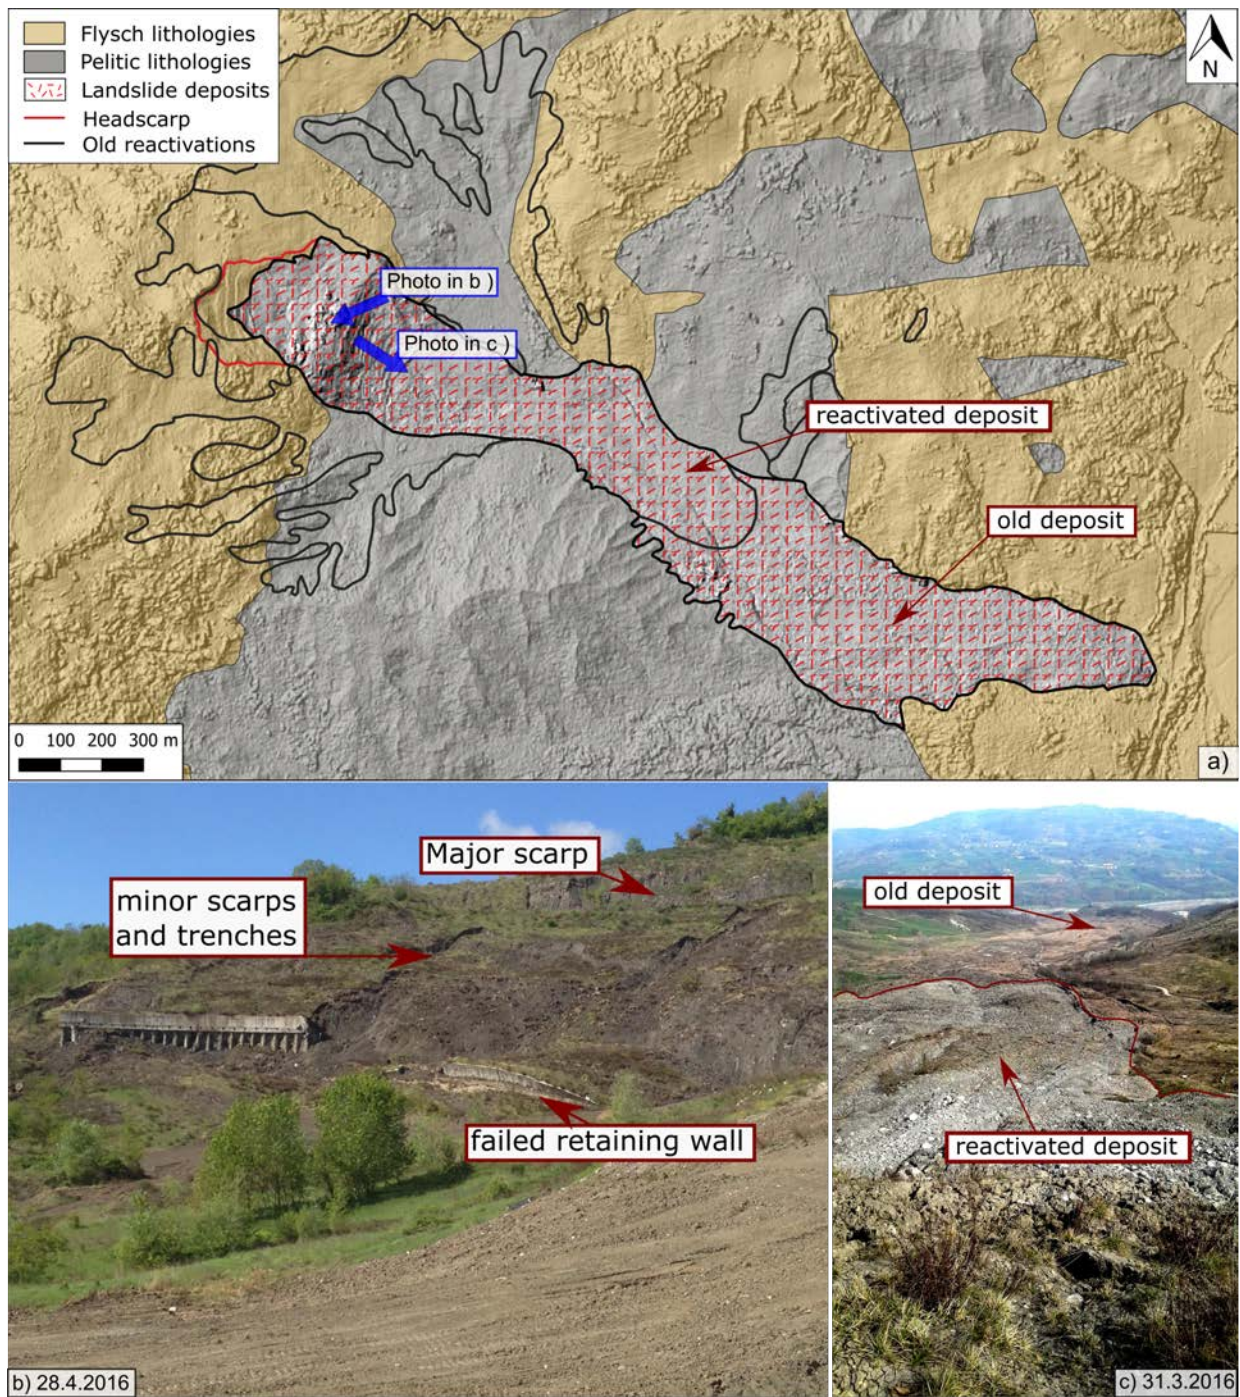 Flysch lithologies
Pelitic lithologies
Landslide deposits
Headscarp
Old reactivations
N
Photo in b )
Photo in c )
reactivated deposit
old deposit
0 100 200 300 m
a)
Major scarp
minor scarps
and trenches
failed retaining wall
b) 28.4.2016
old deposit
reactivated deposit
c) 31.3.2016